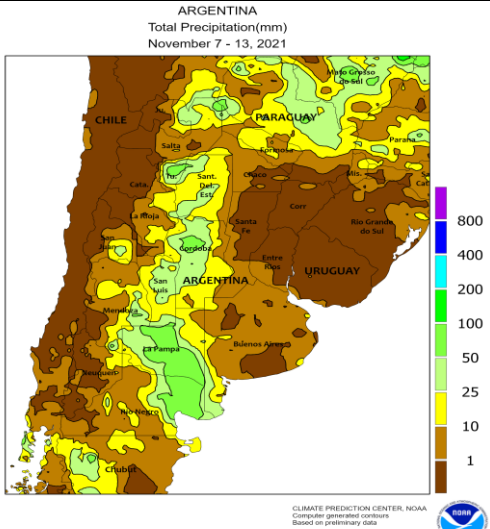 ARGENTINA
Total Precipitation(mm)
November 7 - 13, 2021
Mato Grosso
do Sul
CHILE
PARAGUAY
Salta
Formosa
Parana
Tu.
Sant.
Del.
Est.
Chaco
Mis.
Cata.
Corr
La Rioja
Santa
Fe
Rio Grande
do Sul
San
Juan
Cordoba
Entre
Rios
URUGUAY
San
Luis
ARGENTINA
Mendoza
La Pampa
Buenos Aires
Neuquen
Rio Negro
Chubut
800
400
200
100
50
25
10
1
CLIMATE PREDICTION CENTER, NOAA
Computer generated contours
Based on preliminary data
NOAA